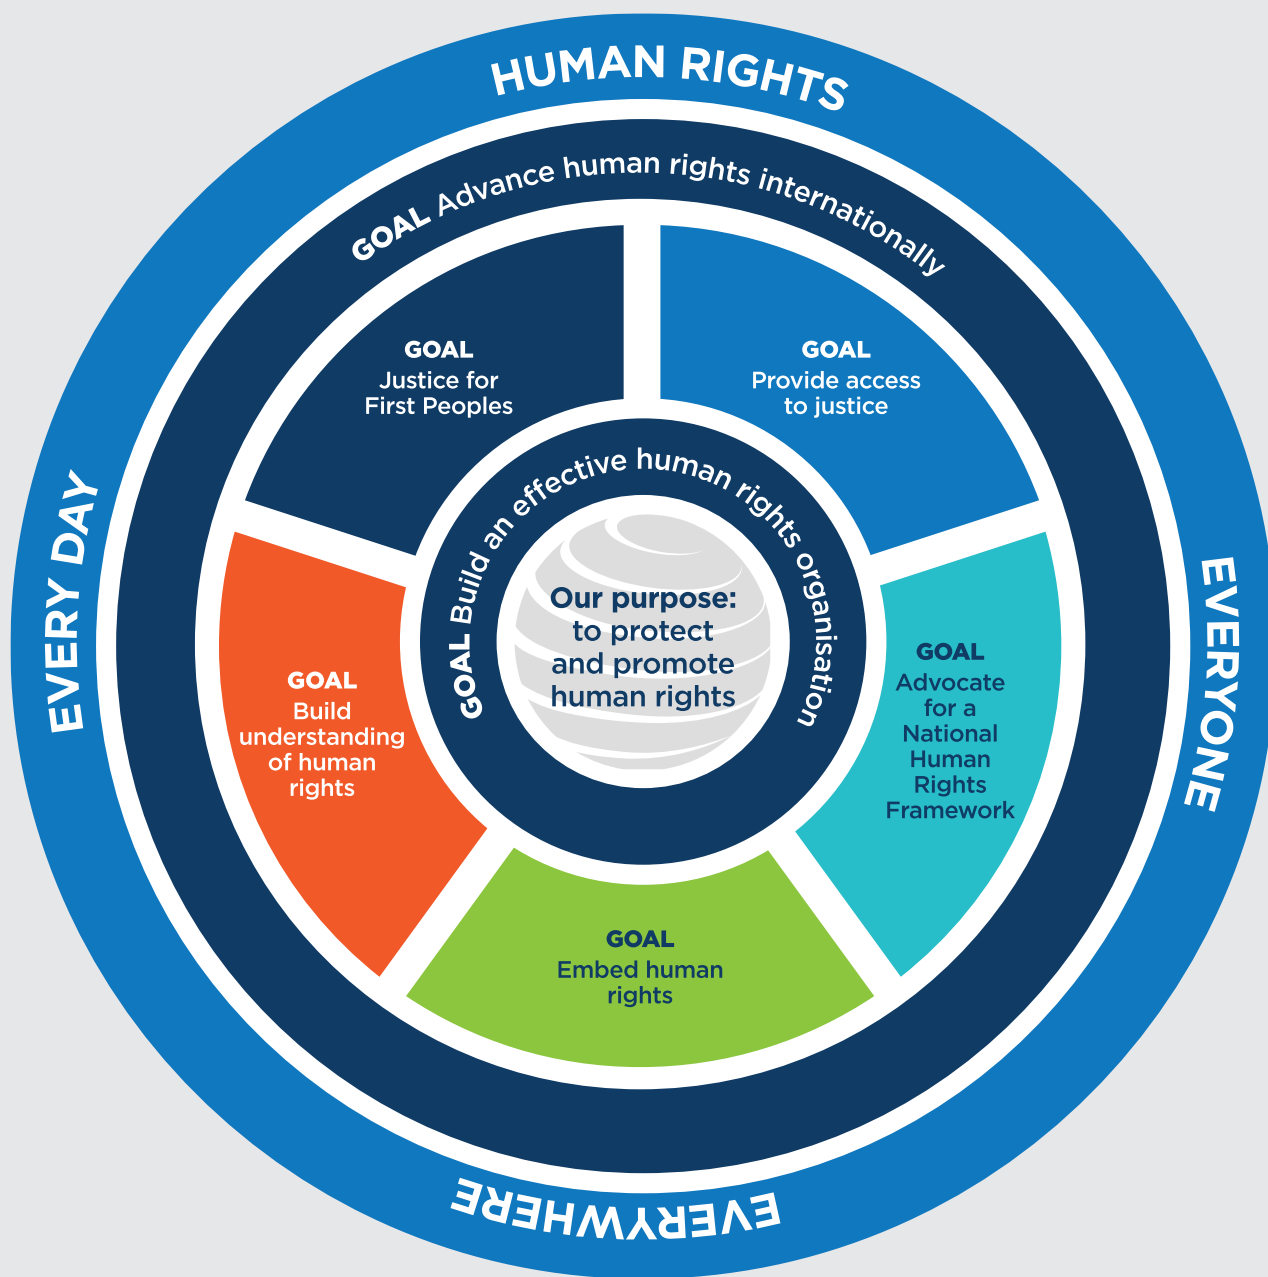 HUMAN RIGHTS
EVERYONE
EVERYWHERE
EVERY DAY
GOAL Advance human rights internationally
GOAL
Justice for
First Peoples
GOAL
Provide access
to justice
GOAL
Advocate
for a
National
Human
Rights
Framework
GOAL
Embed human
rights
GOAL
Build
understanding
of human
rights
GOAL Build an effective human rights organisation
Our purpose:
to protect
and promote
human rights